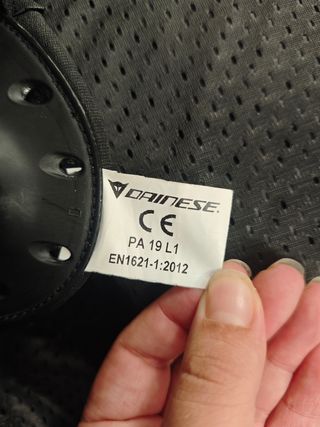 DAINESE
CE
PA 19 L1
EN1621-1:2012